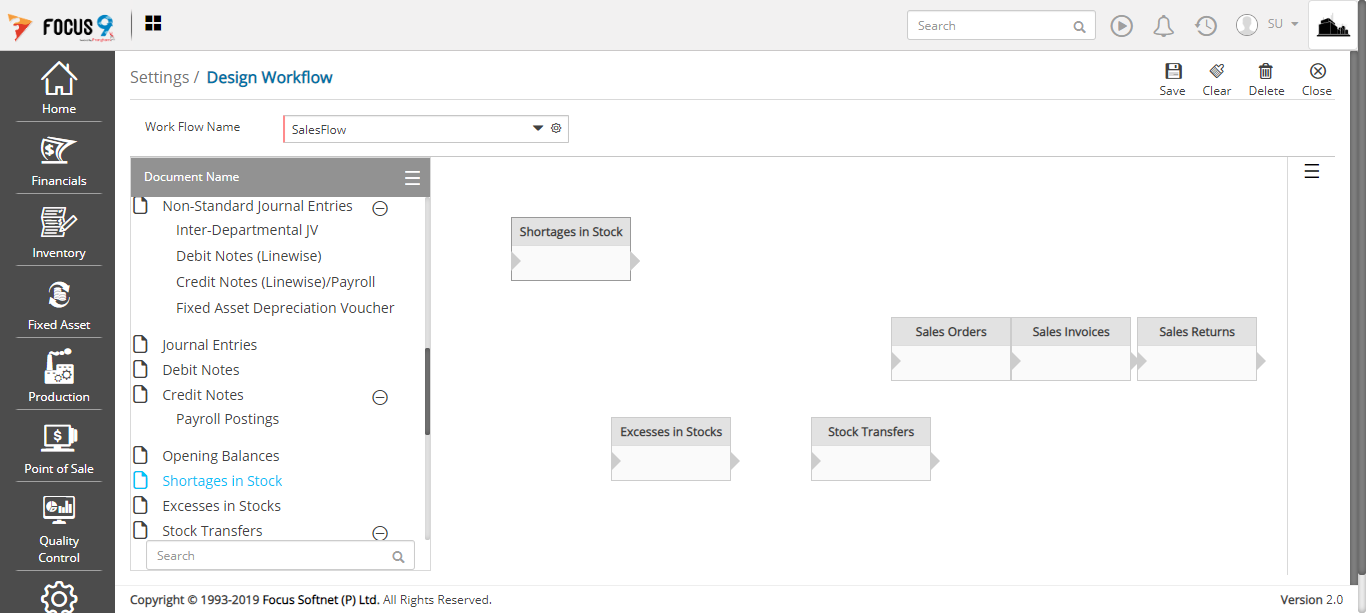 FOCUS 9
Search
SU
Home
Financials
Inventory
Fixed Asset
Production
Point of Sale
Quality
Control
Settings / Design Workflow
Save
Clear
Delete
Close
Work Flow Name
SalesFlow
Document Name
Non-Standard Journal Entries
Inter-Departmental JV
Debit Notes (Linewise)
Credit Notes (Linewise)/Payroll
Fixed Asset Depreciation Voucher
Journal Entries
Debit Notes
Credit Notes
Payroll Postings
Opening Balances
Shortages in Stock
Excesses in Stocks
Stock Transfers
Search
Shortages in Stock
Sales Orders
Sales Invoices
Sales Returns
Excesses in Stocks
Stock Transfers
Copyright © 1993-2019 Focus Softnet (P) Ltd. All Rights Reserved.
Version 2.0